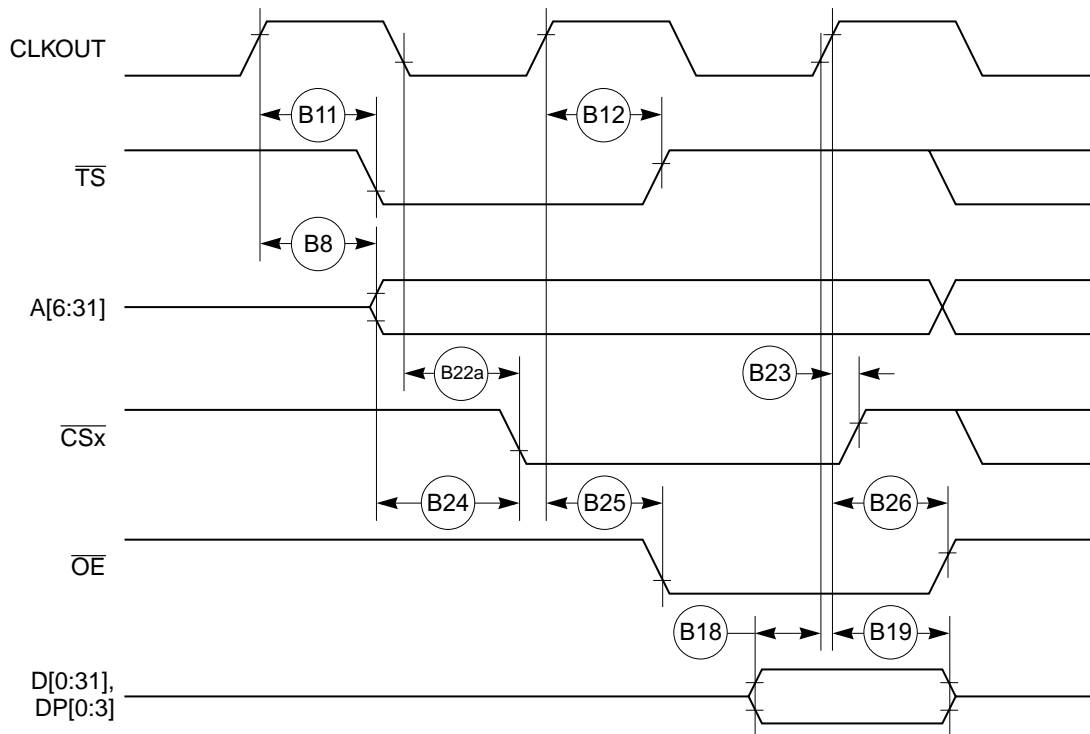 CLKOUT
B11
B12
TS
B8
A[6:31]
B22a
B23
CSx
B24
B25
B26
OE
B18
B19
D[0:31],
DP[0:3]